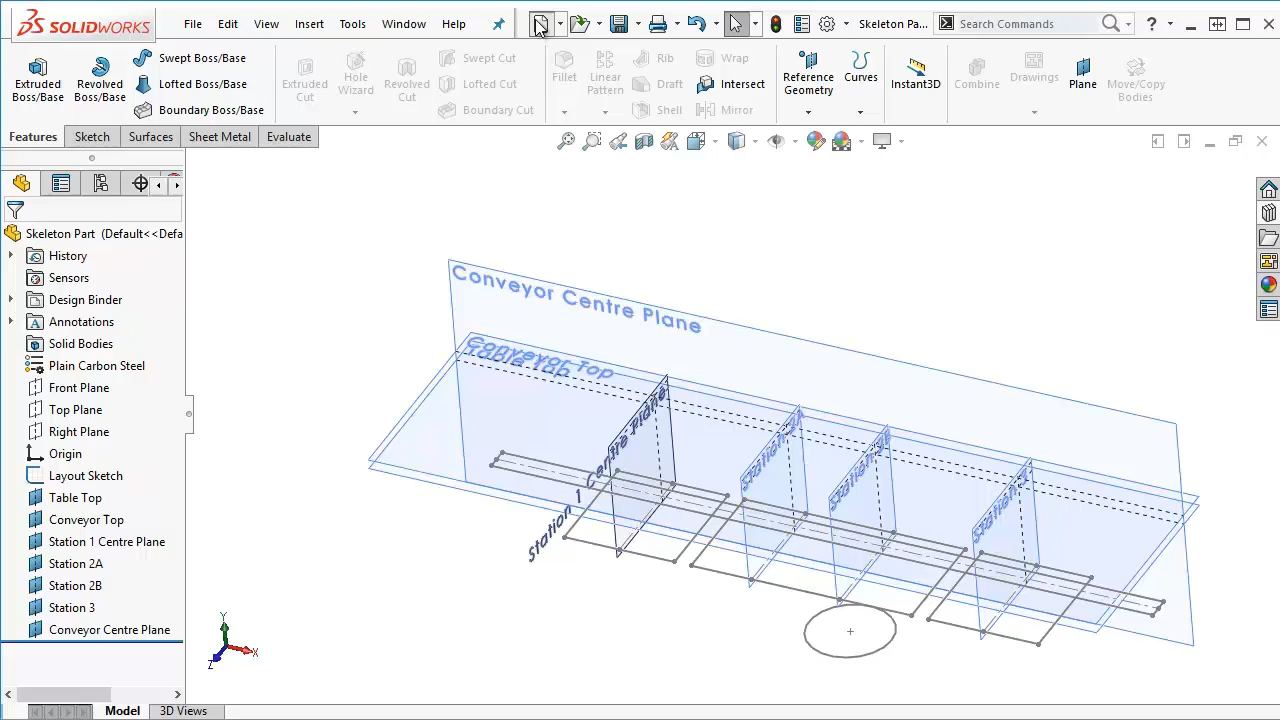 SOLIDWORKS
File
Edit
View
Insert
Tools
Window
Help
Skeleton Pa...
Search Commands
?
Extruded Boss/Base
Revolved Boss/Base
Swept Boss/Base
Lofted Boss/Base
Boundary Boss/Base
Extruded Cut
Hole Wizard
Revolved Cut
Swept Cut
Lofted Cut
Boundary Cut
Fillet
Linear Pattern
Rib
Draft
Shell
Wrap
Intersect
Mirror
Reference Geometry
Curves
Instant3D
Combine
Drawings
Plane
Move/Copy Bodies
Features
Sketch
Surfaces
Sheet Metal
Evaluate
Skeleton Part (Default<<Defa
History
Sensors
Design Binder
Annotations
Solid Bodies
Plain Carbon Steel
Front Plane
Top Plane
Right Plane
Origin
Layout Sketch
Table Top
Conveyor Top
Station 1 Centre Plane
Station 2A
Station 2B
Station 3
Conveyor Centre Plane
Conveyor Centre Plane
Conveyor Top
Table Top
Station 1 Centre Plane
Station 2A
Station 2B
Station 3
Y
X
Z
Model
3D Views